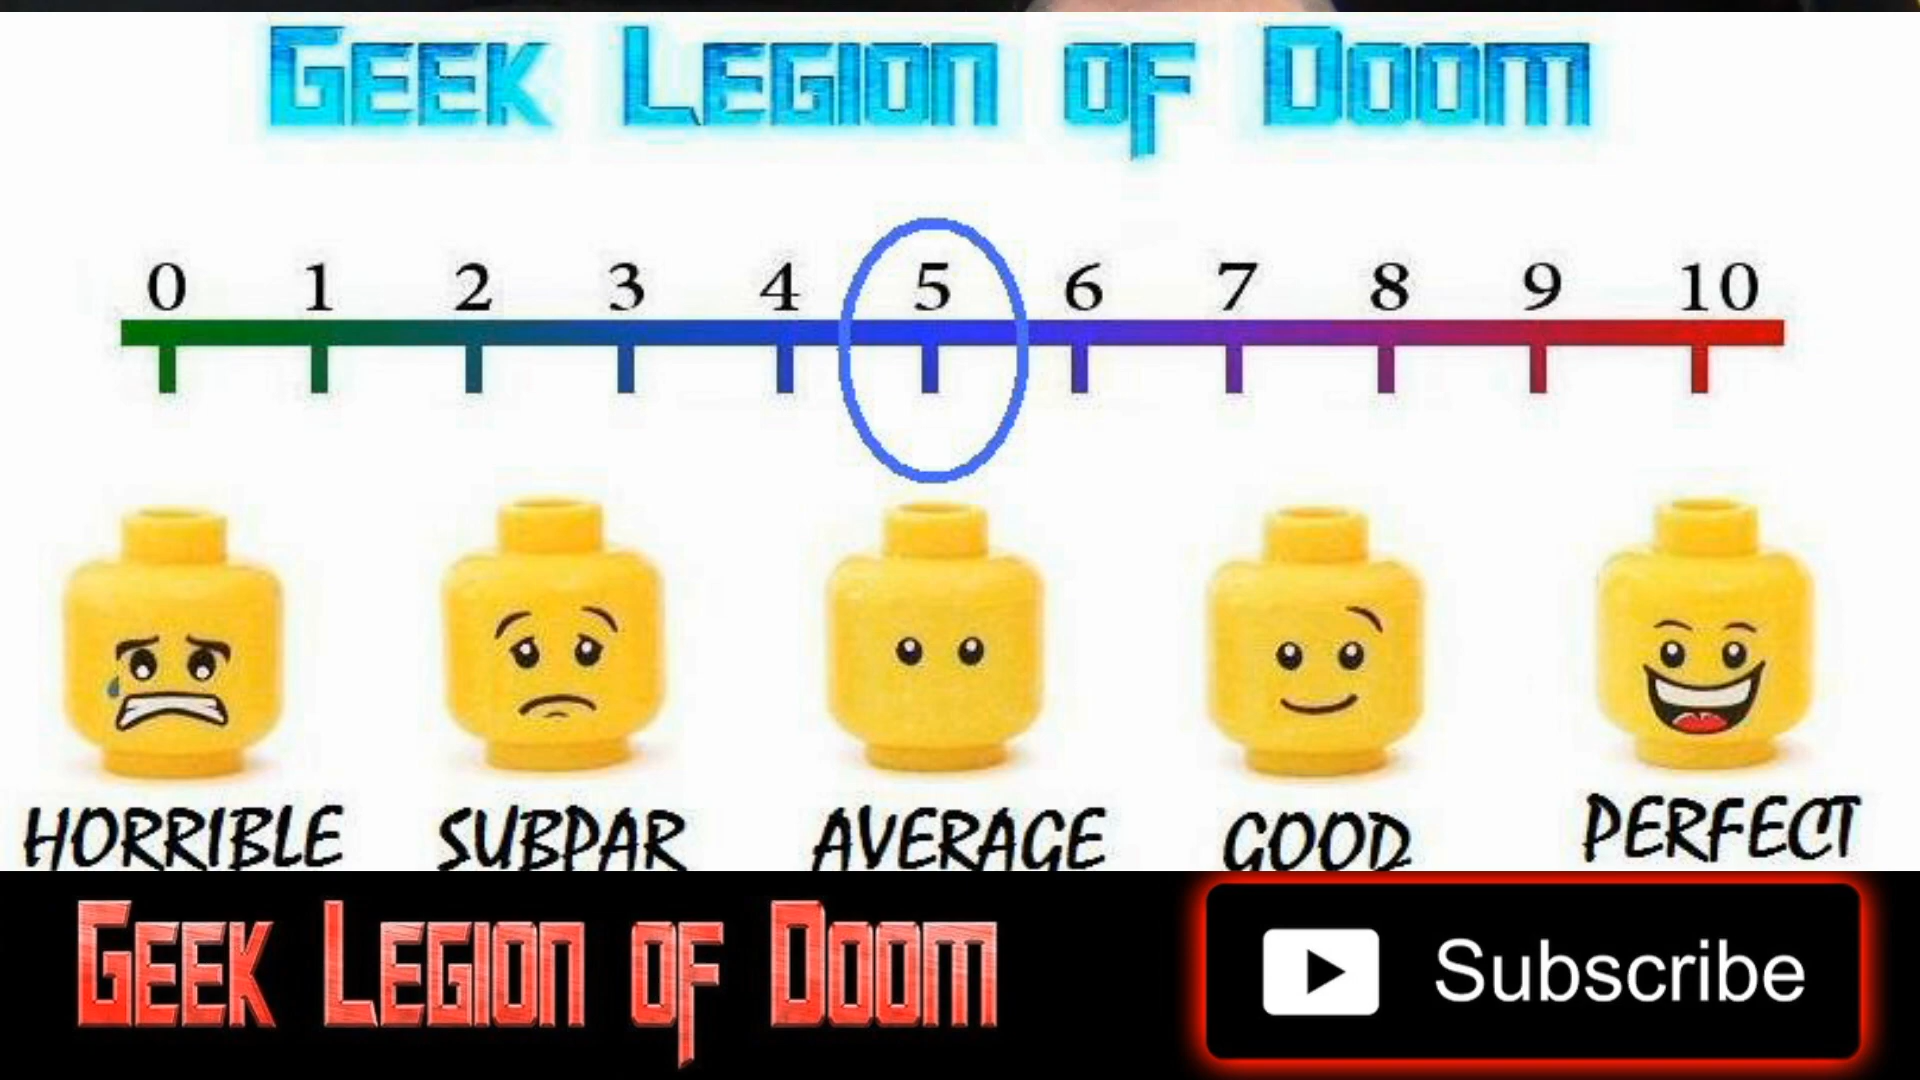 GEEK LEGION OF DOOM
0 1 2 3 4 5 6 7 8 9 10
HORRIBLE SUBPAR AVERAGE GOOD PERFECT
GEEK LEGION OF DOOM
Subscribe